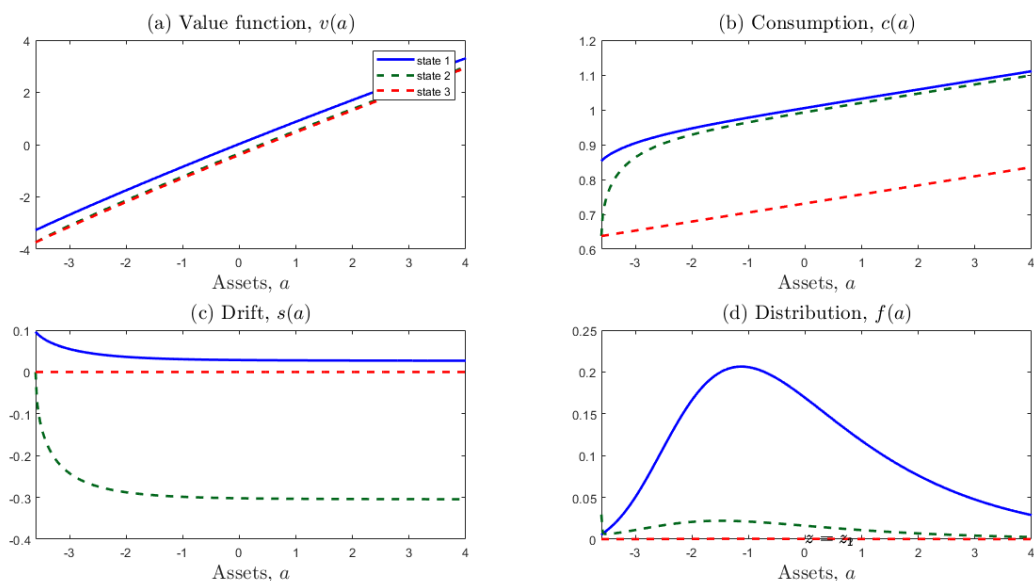 (a) Value function, v(a)
4
2
0
-2
-4
-3 -2 -1 0 1 2 3 4
Assets, a
state 1
state 2
state 3
(b) Consumption, c(a)
1.2
1.1
1
0.9
0.8
0.7
0.6
-3 -2 -1 0 1 2 3 4
Assets, a
(c) Drift, s(a)
0.1
0
-0.1
-0.2
-0.3
-0.4
-3 -2 -1 0 1 2 3 4
Assets, a
(d) Distribution, f(a)
0.25
0.2
0.15
0.1
0.05
0
-3 -2 -1 0 1 2 3 4
Assets, a